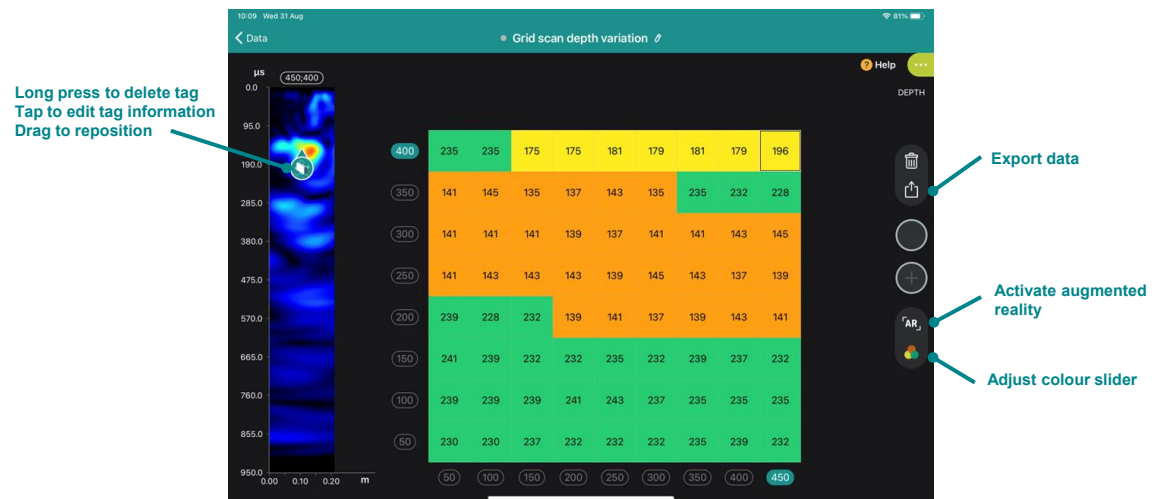 10:09 Wed 31 Aug
81%
Data
Grid scan depth variation
Help
...
DEPTH
µs
(450;400)
0.0
95.0
190.0
285.0
380.0
475.0
570.0
665.0
760.0
855.0
950.0
0.00 0.10 0.20 m
Long press to delete tag
Tap to edit tag information
Drag to reposition
400 235 235 175 175 181 179 181 179 196
350 141 145 135 137 143 135 235 232 228
300 141 141 141 139 137 141 141 143 145
250 141 143 143 143 139 145 143 137 139
200 239 228 232 139 141 137 139 143 141
150 241 239 232 232 235 232 239 237 232
100 239 239 239 241 243 237 235 235 235
50 230 230 237 232 232 232 235 239 232
50 100 150 200 250 300 350 400 450
AR
Export data
Activate augmented
reality
Adjust colour slider